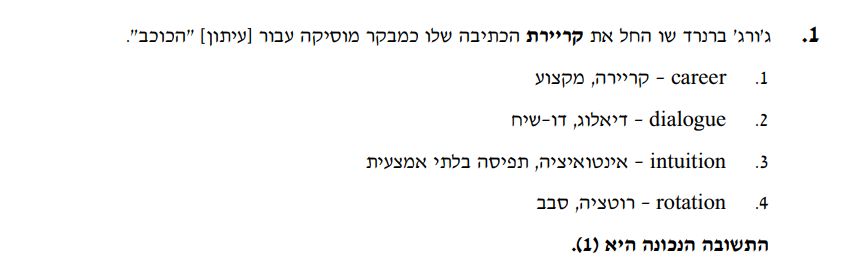 1. ג'ורג' ברנרד שו החל את קריירת הכתיבה שלו כמבקר מוסיקה עבור [עיתון] "הכוכב".
1. career - קריירה, מקצוע
2. dialogue - דיאלוג, דו-שיח
3. intuition - אינטואיציה, תפיסה בלתי אמצעית
4. rotation - רוטציה, סבב
התשובה הנכונה היא (1).